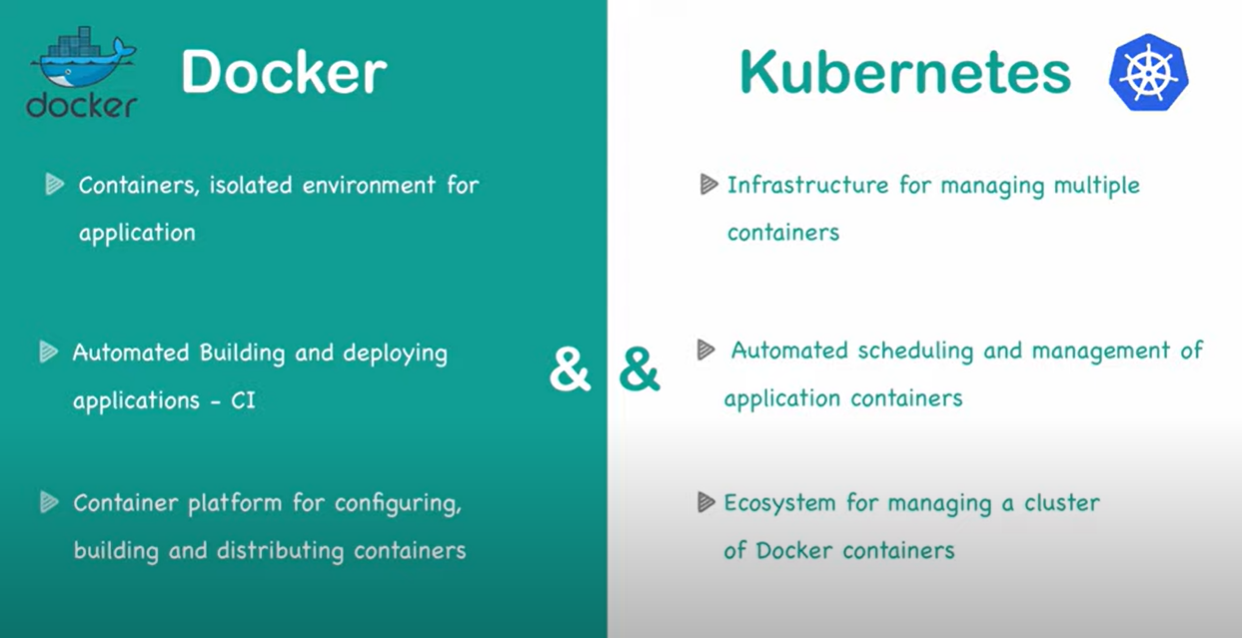 docker
Docker
Containers, isolated environment for
application
Automated Building and deploying
applications - CI
Container platform for configuring,
building and distributing containers
&
&
Kubernetes
Infrastructure for managing multiple
containers
Automated scheduling and management of
application containers
Ecosystem for managing a cluster
of Docker containers